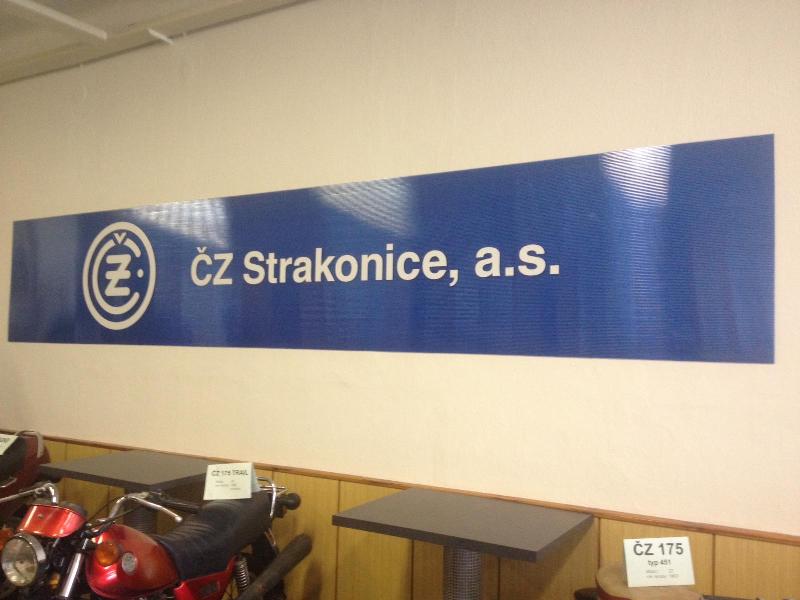 ČZ Strakonice, a.s.
ČZ 175 TRAIL
ČZ 175
typ 451